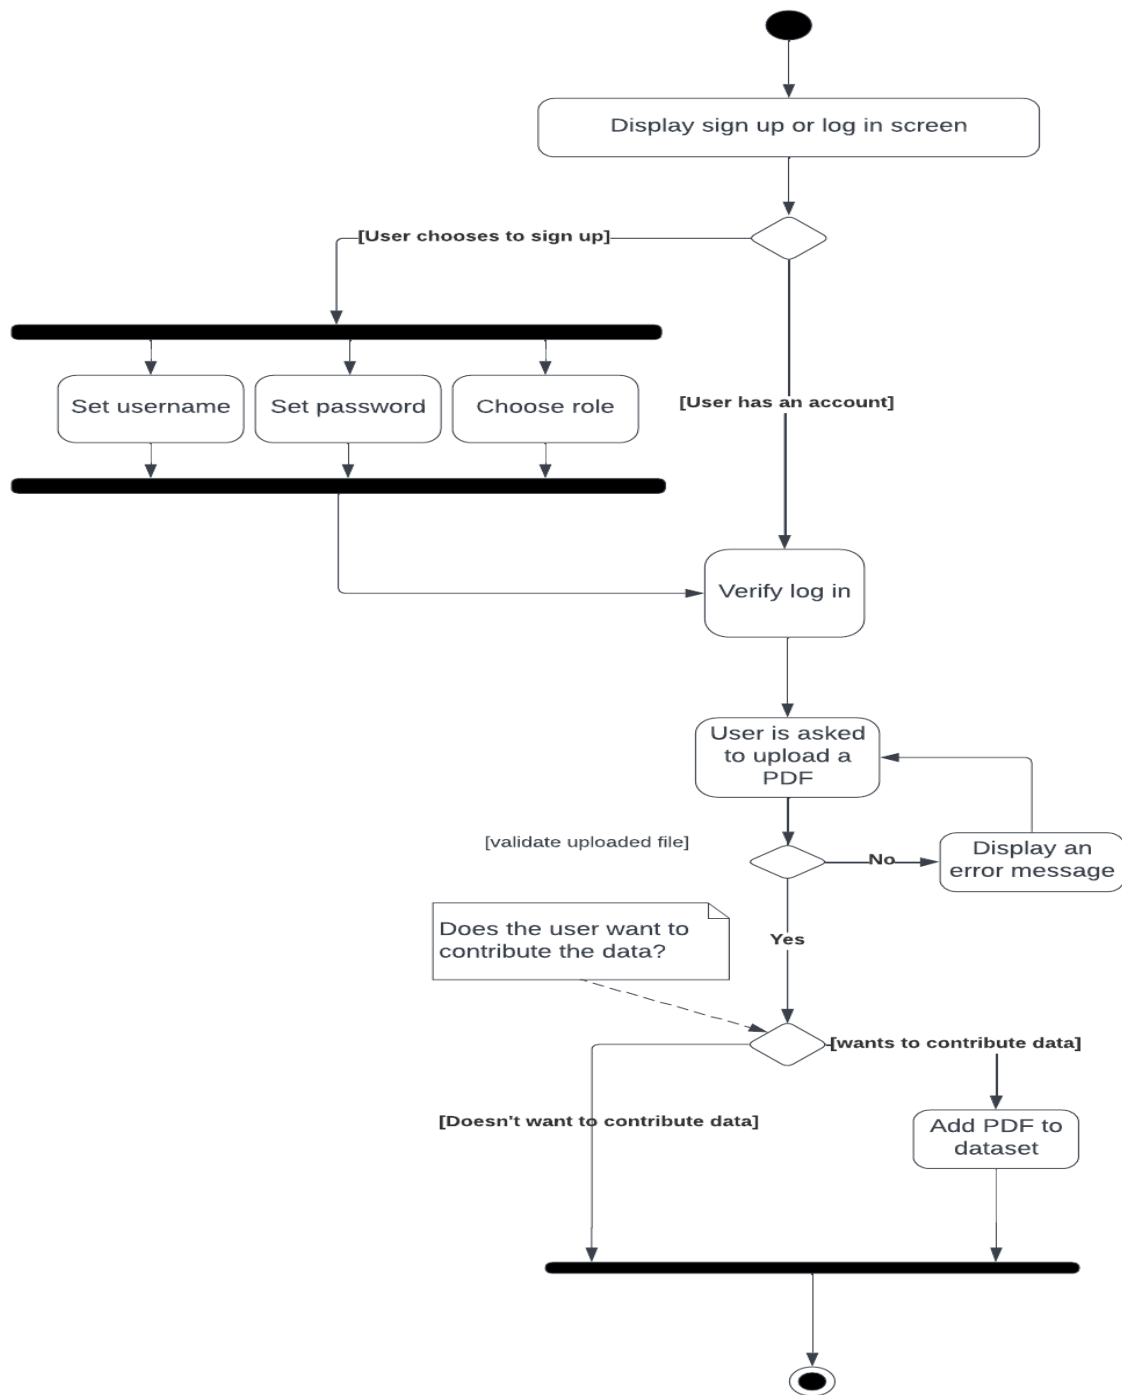 Display sign up or log in screen
[User chooses to sign up]
Set username
Set password
Choose role
[User has an account]
Verify log in
User is asked
to upload a
PDF
[validate uploaded file]
No
Display an
error message
Does the user want to
contribute the data?
Yes
[wants to contribute data]
[Doesn't want to contribute data]
Add PDF to
dataset